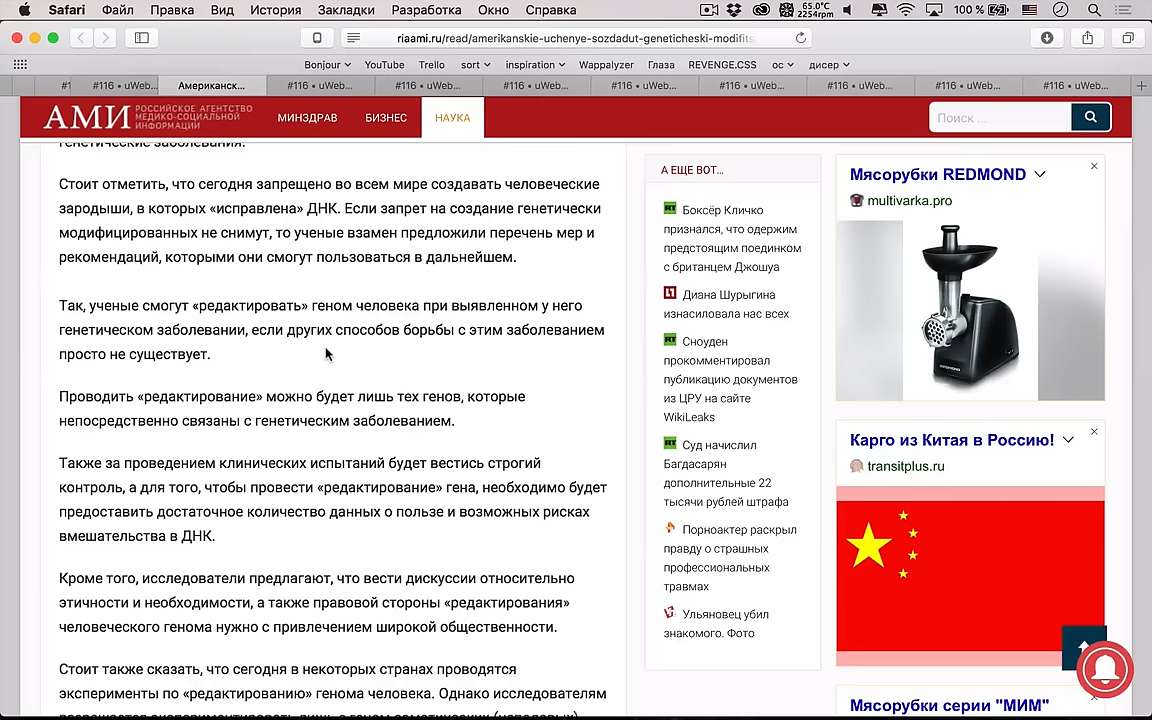 Safari Файл Правка Вид История Закладки Разработка Окно Справка 65.0°C 2254rpm 100 %
riaami.ru/read/amerikanskie-uchenye-sozdadut-geneticheski-modifits
Bonjour YouTube Trello sort inspiration Wappalyzer Глаза REVENGE.CSS ос дисер
#1 #116 • uWeb... Американск... #116 • uWeb... #116 • uWeb... #116 • uWeb... #116 • uWeb... #116 • uWeb... #116 • uWeb... #116 • uWeb... #116 • uWeb...
АМИ РОССИЙСКОЕ АГЕНТСТВО
МЕДИКО-СОЦИАЛЬНОЙ
ИНФОРМАЦИИ
МИНЗДРАВ БИЗНЕС НАУКА
Поиск ...
генетические заболевания.
Стоит отметить, что сегодня запрещено во всем мире создавать человеческие
зародыши, в которых «исправлена» ДНК. Если запрет на создание генетически
модифицированных не снимут, то ученые взамен предложили перечень мер и
рекомендаций, которыми они смогут пользоваться в дальнейшем.
Так, ученые смогут «редактировать» геном человека при выявленном у него
генетическом заболевании, если других способов борьбы с этим заболеванием
просто не существует.
Проводить «редактирование» можно будет лишь тех генов, которые
непосредственно связаны с генетическим заболеванием.
Также за проведением клинических испытаний будет вестись строгий
контроль, а для того, чтобы провести «редактирование» гена, необходимо будет
предоставить достаточное количество данных о пользе и возможных рисках
вмешательства в ДНК.
Кроме того, исследователи предлагают, что вести дискуссии относительно
этичности и необходимости, а также правовой стороны «редактирования»
человеческого генома нужно с привлечением широкой общественности.
Стоит также сказать, что сегодня в некоторых странах проводятся
эксперименты по «редактированию» генома человека. Однако исследователям
разрешается экспериментировать лишь с геном соматических (неполовых)
А ЕЩЕ ВОТ...
Боксёр Кличко
признался, что одержим
предстоящим поединком
с британцем Джошуа
Диана Шурыгина
изнасиловала нас всех
Сноуден
прокомментировал
публикацию документов
из ЦРУ на сайте
WikiLeaks
Суд начислил
Багдасарян
дополнительные 22
тысячи рублей штрафа
Порноактер раскрыл
правду о страшных
профессиональных
травмах
Ульяновец убил
знакомого. Фото
Мясорубки REDMOND
multivarka.pro
Карго из Китая в Россию!
transitplus.ru
Мясорубки серии "МИМ"